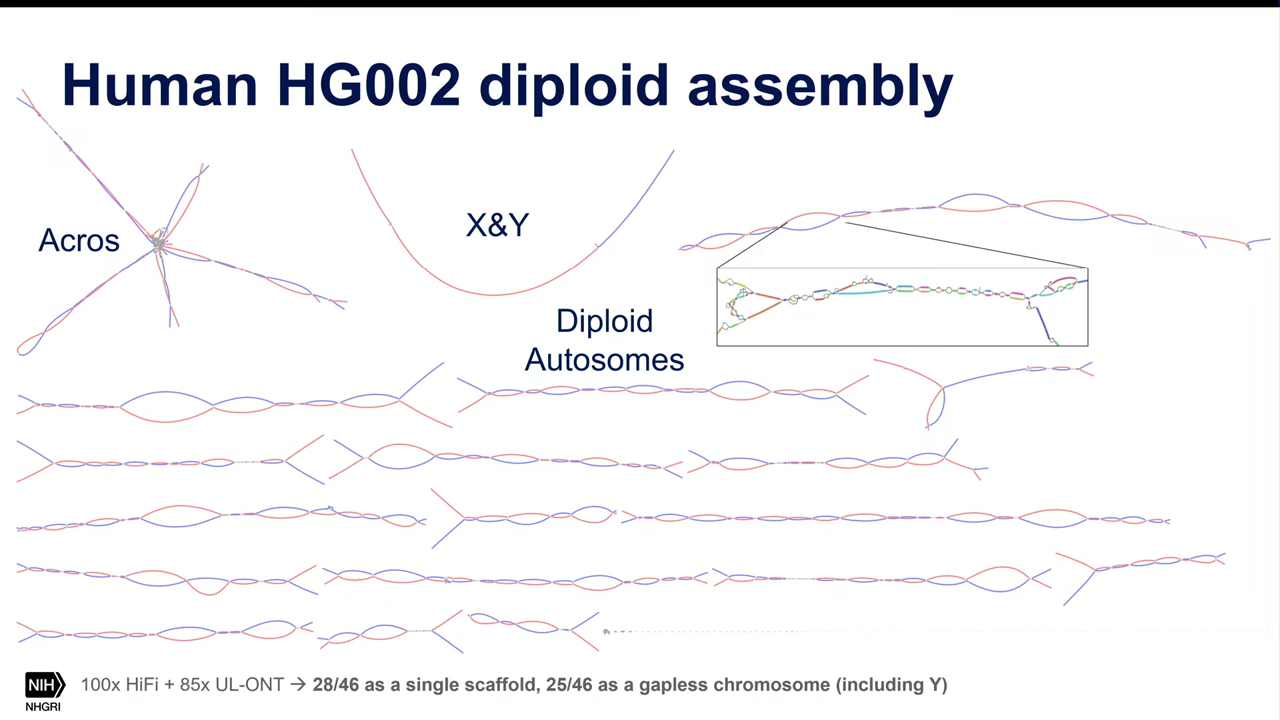 Human HG002 diploid assembly
Acros
X&Y
Diploid
Autosomes
NIH
NHGRI
100x HiFi + 85x UL-ONT → 28/46 as a single scaffold, 25/46 as a gapless chromosome (including Y)